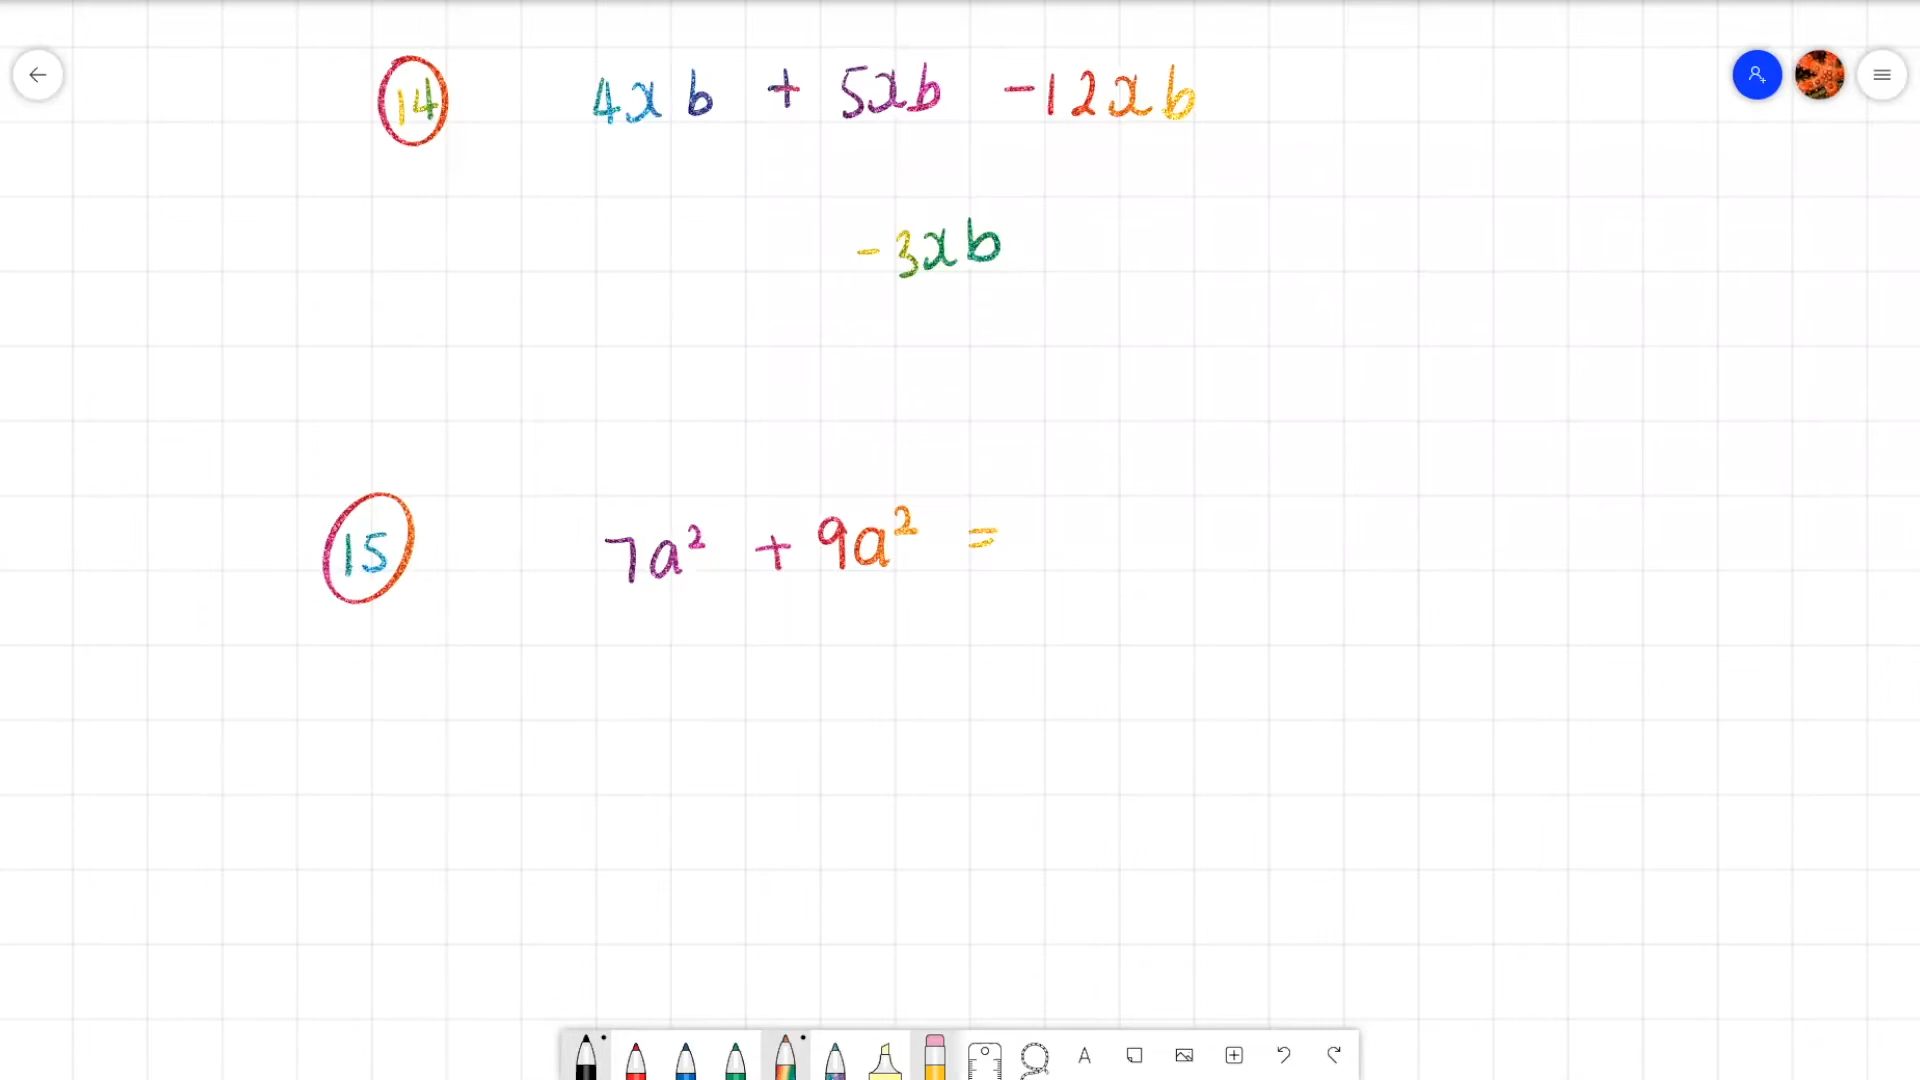 14 4xb + 5xb -12xb
-3xb
15 7a² + 9a² =
A